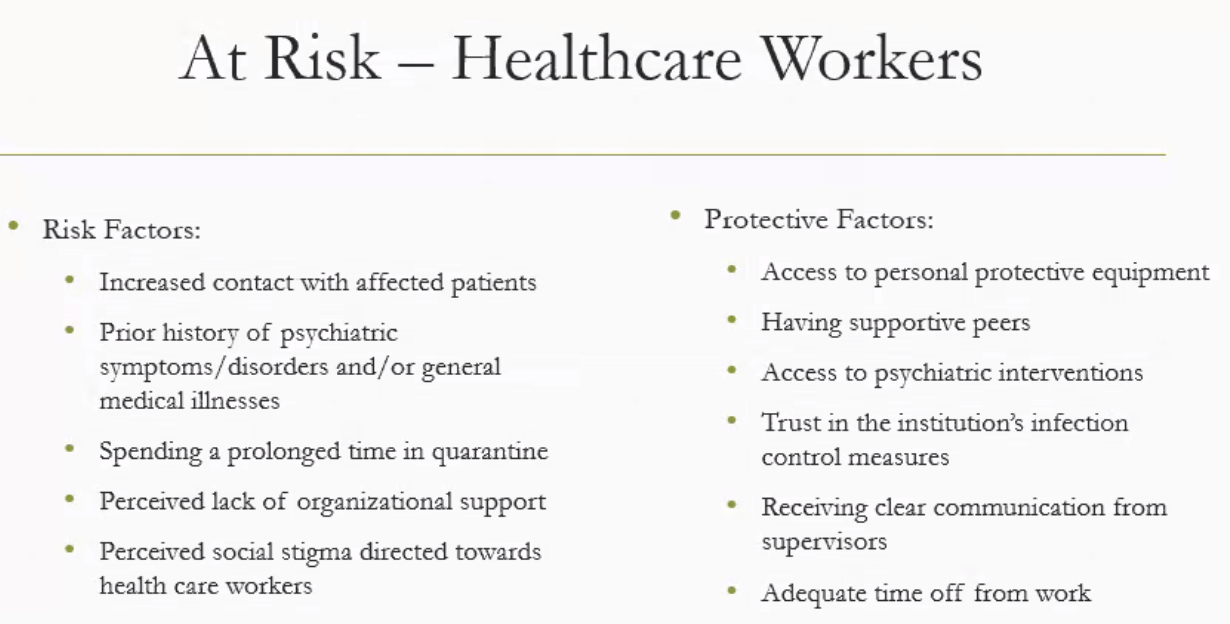 At Risk – Healthcare Workers
Risk Factors:
Increased contact with affected patients
Prior history of psychiatric
symptoms/disorders and/or general
medical illnesses
Spending a prolonged time in quarantine
Perceived lack of organizational support
Perceived social stigma directed towards
health care workers
Protective Factors:
Access to personal protective equipment
Having supportive peers
Access to psychiatric interventions
Trust in the institution’s infection
control measures
Receiving clear communication from
supervisors
Adequate time off from work